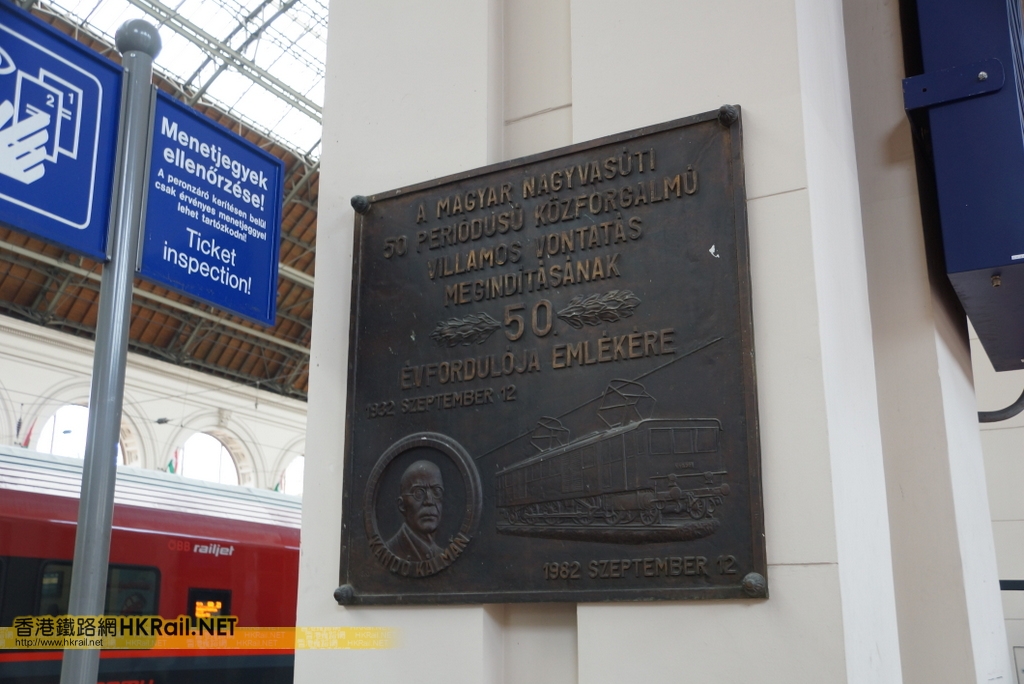 2 1
Menetjegyek
ellenőrzése!
A peronzáró kerítésen belül
csak érvényes menetjeggyel
lehet tartózkodni!
Ticket
inspection!
A MAGYAR NAGYVASÚTI
50 PERIÓDUSÚ KÖZFORGALMÚ
VILLAMOS VONTATÁS
MEGINDÍTÁSÁNAK
50
ÉVFORDULÓJA EMLÉKÉRE
1932 SZEPTEMBER 12
KANDÓ KÁLMÁN
1982 SZEPTEMBER 12
ÖBB railjet
香港鐵路網HKRail.NET
http://www.hkrail.net